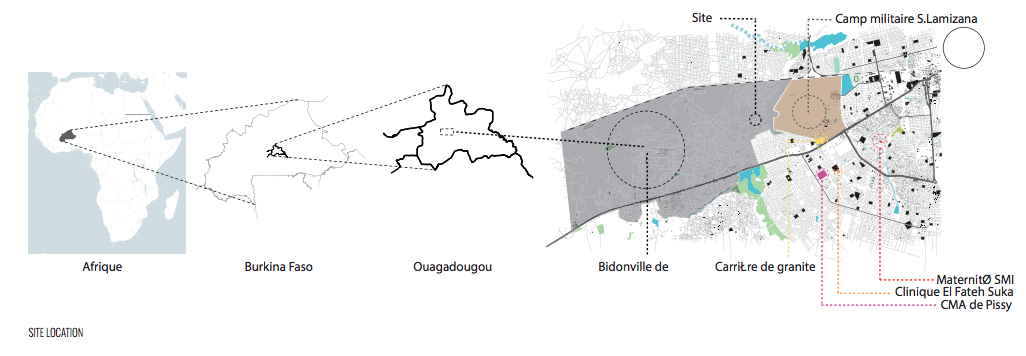 Site
Camp militaire S.Lamizana
Afrique
Burkina Faso
Ouagadougou
Bidonville de
CarriŁre de granite
MaternitØ SMI
Clinique El Fateh Suka
CMA de Pissy
SITE LOCATION